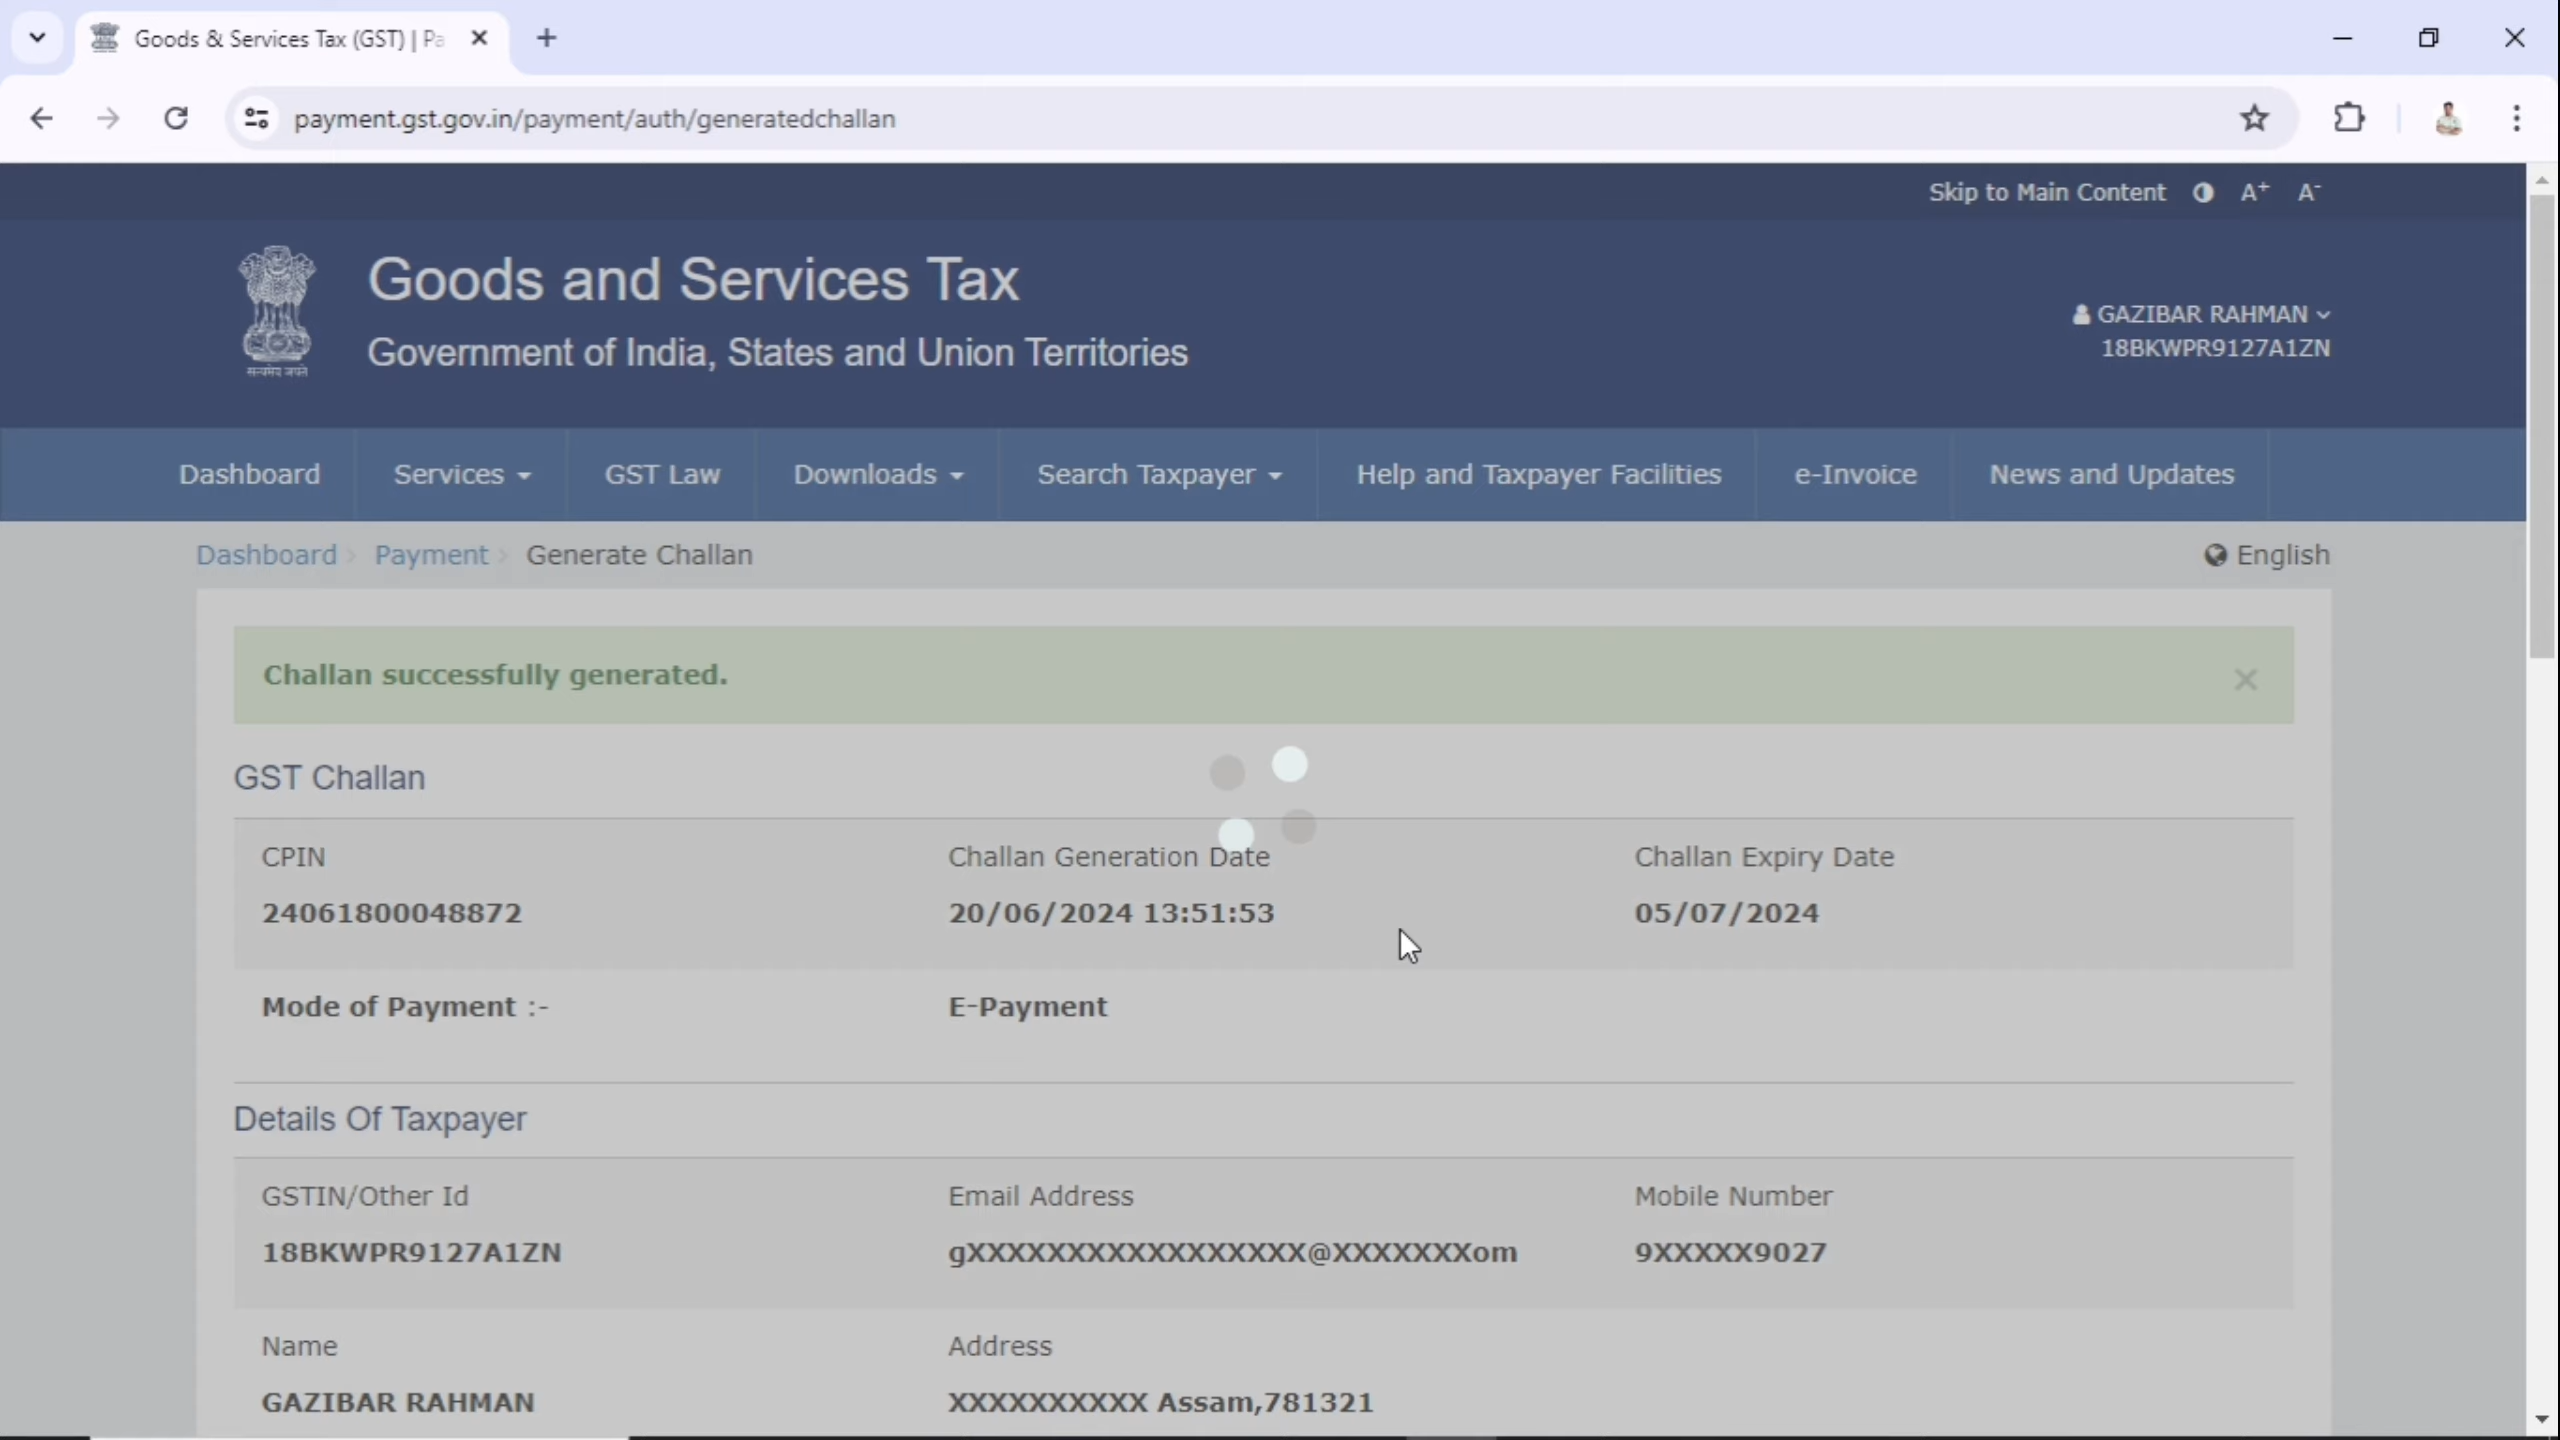 Goods & Services Tax (GST) | Pa
payment.gst.gov.in/payment/auth/generatedchallan
Skip to Main Content A+ A-
सत्यमेव जयते
Goods and Services Tax
Government of India, States and Union Territories
GAZIBAR RAHMAN
18BKWPR9127A1ZN
Dashboard Services GST Law Downloads Search Taxpayer Help and Taxpayer Facilities e-Invoice News and Updates
Dashboard Payment Generate Challan English
Challan successfully generated.
GST Challan
CPIN Challan Generation Date Challan Expiry Date
24061800048872 20/06/2024 13:51:53 05/07/2024
Mode of Payment :- E-Payment
Details Of Taxpayer
GSTIN/Other Id Email Address Mobile Number
18BKWPR9127A1ZN gXXXXXXXXXXXXXXXXX@XXXXXXXom 9XXXXX9027
Name Address
GAZIBAR RAHMAN XXXXXXXXXX Assam,781321